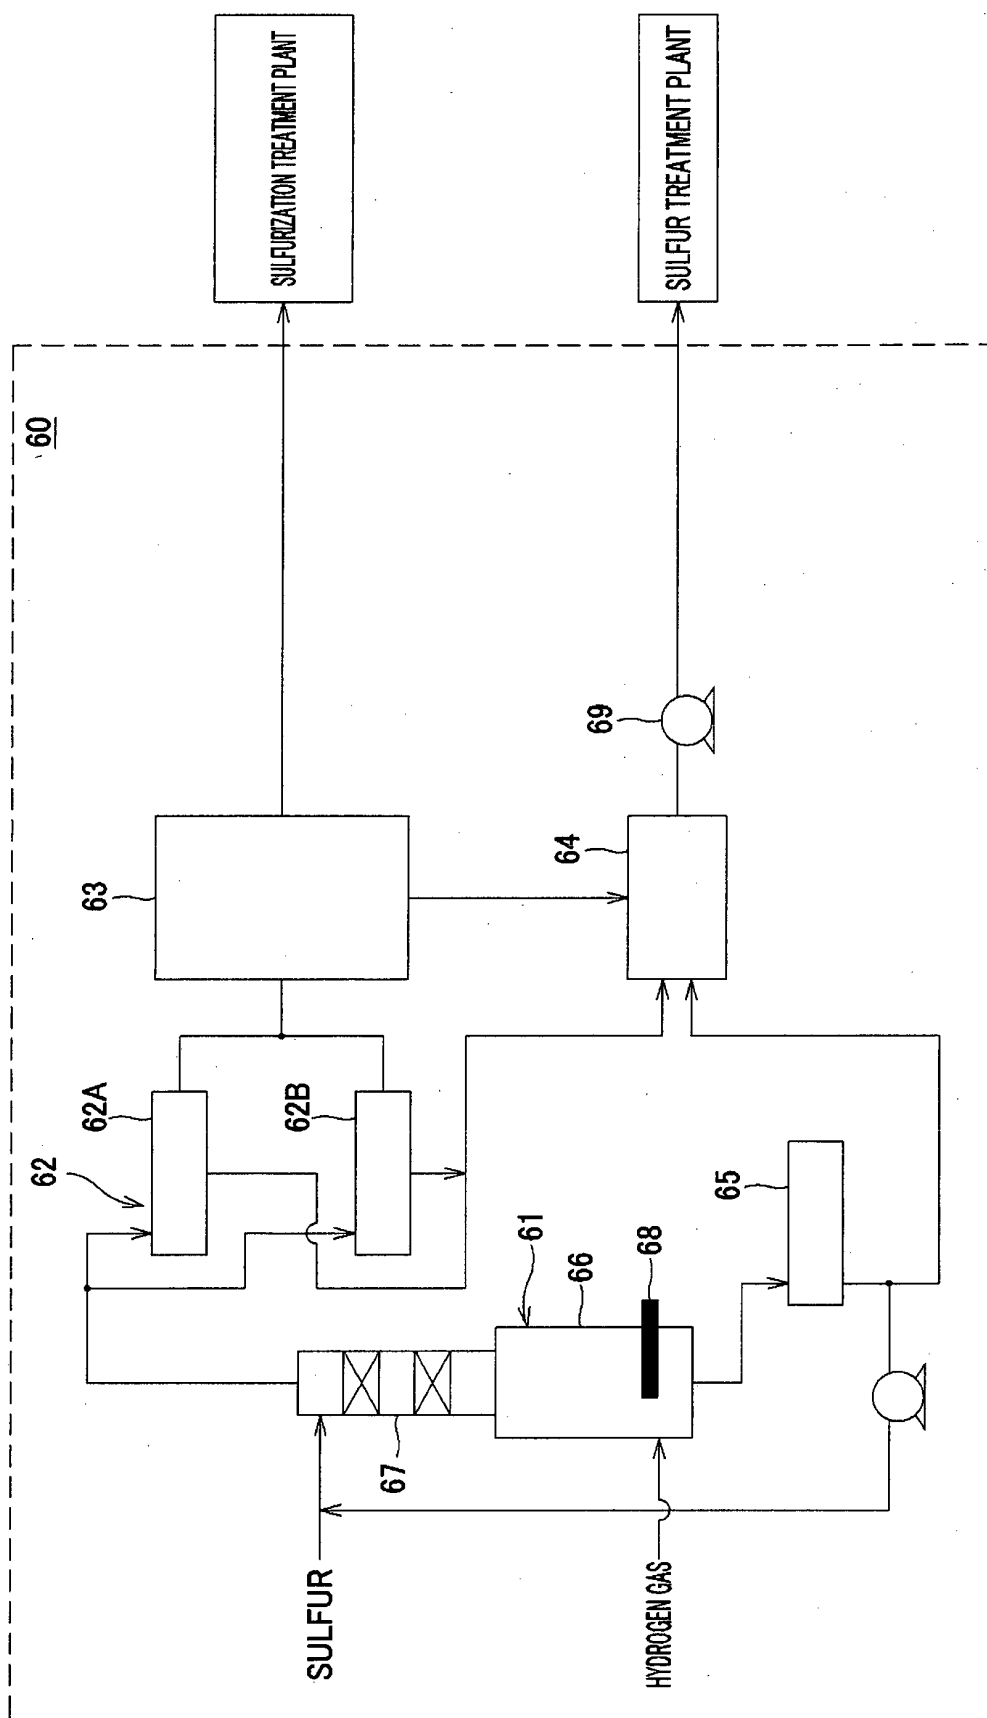 60
SULFURIZATION TREATMENT PLANT
SULFUR TREATMENT PLANT
63
64
69
62
62A
62B
61
66
68
65
67
SULFUR
HYDROGEN GAS